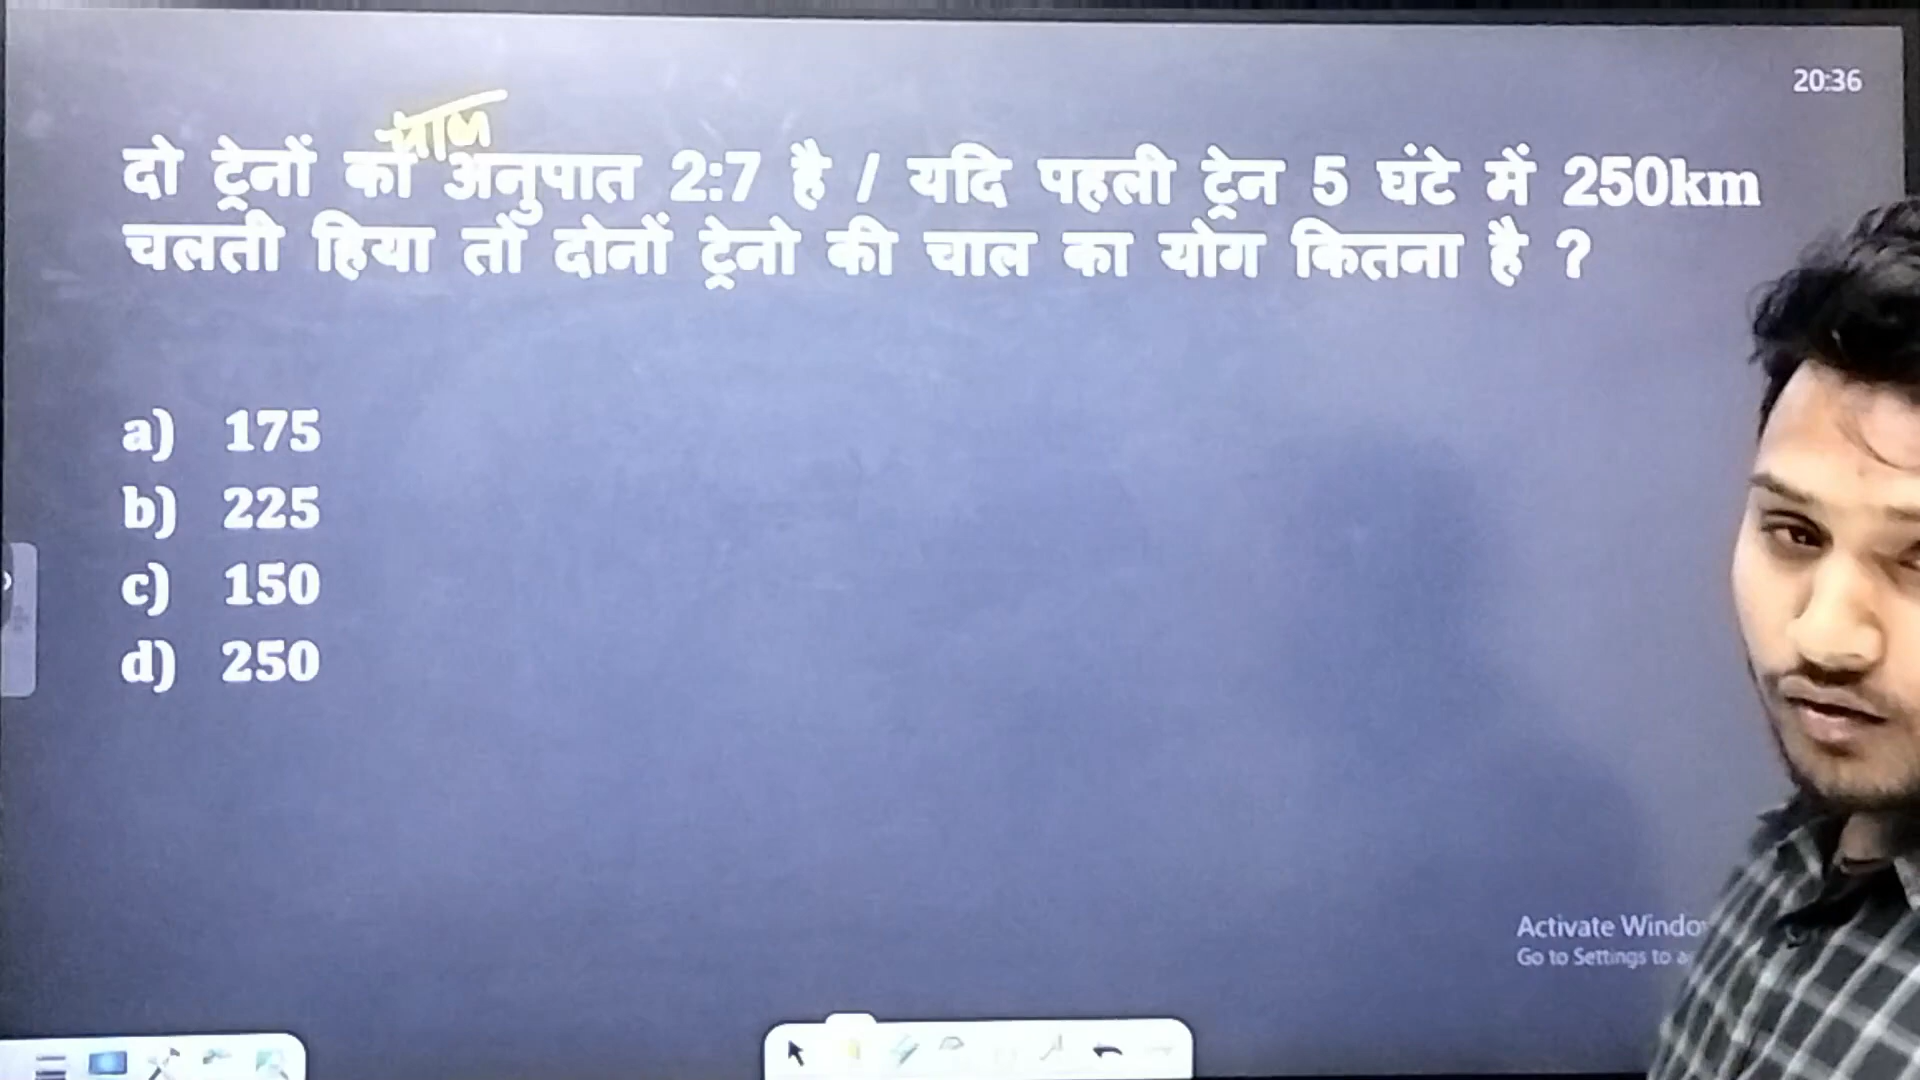 20:36
चाल
दो ट्रेनों का अनुपात 2:7 है / यदि पहली ट्रेन 5 घंटे में 250km
चलती हिया तो दोनों ट्रेनो की चाल का योग कितना है ?
a) 175
b) 225
c) 150
d) 250
Activate Windo
Go to Settings to a